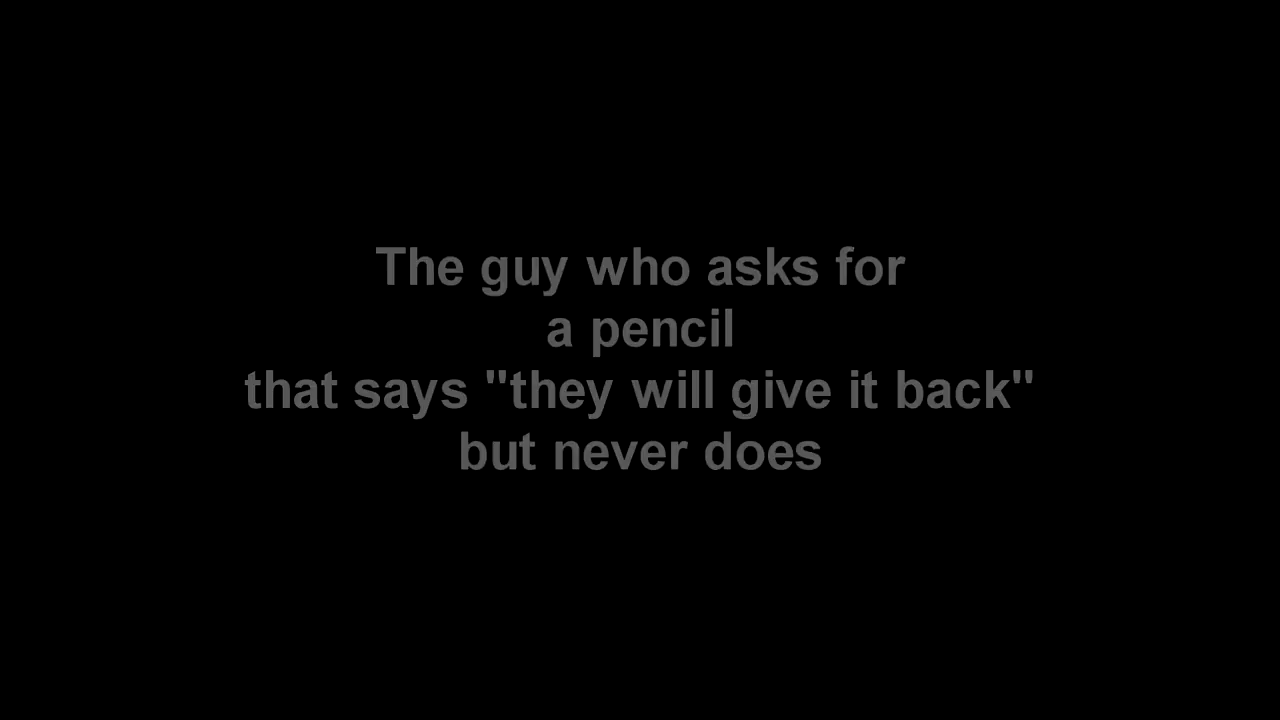 The guy who asks for
a pencil
that says "they will give it back"
but never does